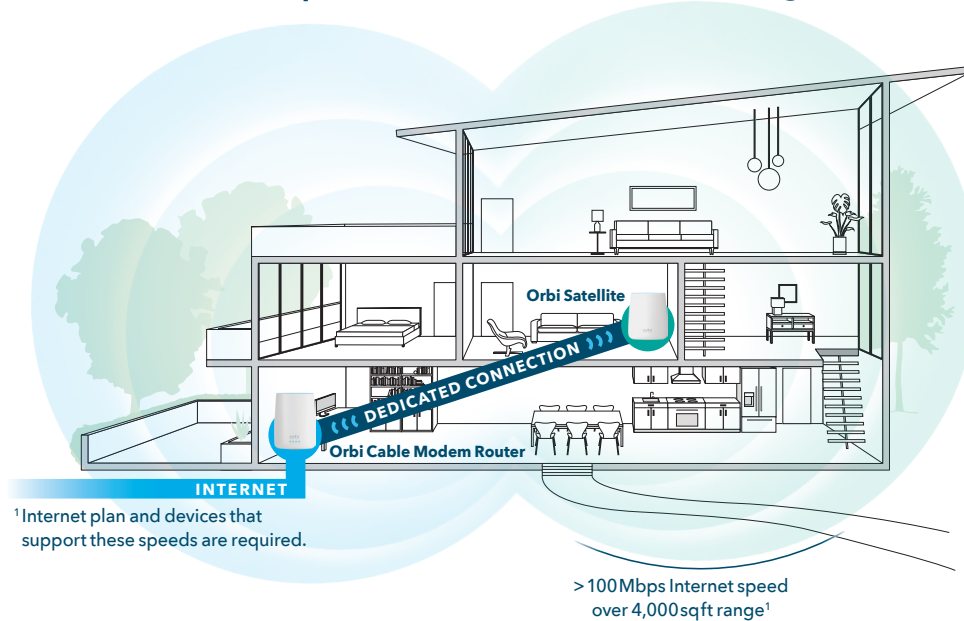 Orbi Satellite
DEDICATED CONNECTION
Orbi Cable Modem Router
INTERNET
¹Internet plan and devices that
support these speeds are required.
>100Mbps Internet speed
over 4,000sqft range¹